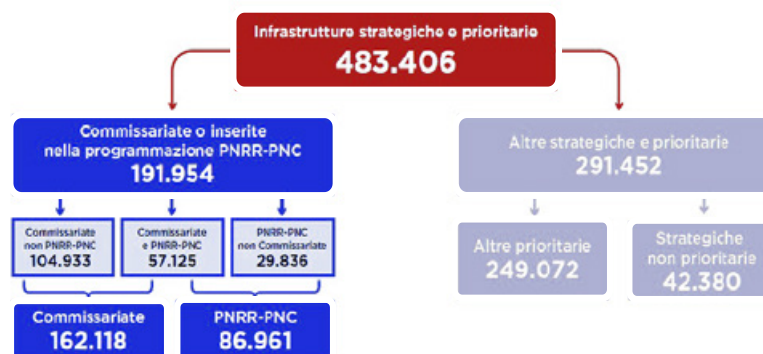 Infrastrutture strategiche e prioritarie
483.406
Commissariate o inserite
nella programmazione PNRR-PNC
191.954
Altre strategiche e prioritarie
291.452
Commissariate
non PNRR-PNC
104.933
Commissariate
e PNRR-PNC
57.125
PNRR-PNC
non Commissariate
29.836
Altre prioritarie
249.072
Strategiche
non prioritarie
42.380
Commissariate
162.118
PNRR-PNC
86.961